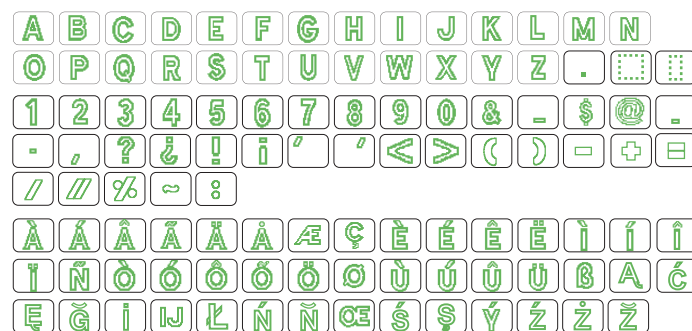 A B C D E F G H I J K L M N
O P Q R S T U V W X Y Z .
1 2 3 4 5 6 7 8 9 0 & _ $ @ -
- , ? ¿ ! ¡ ' ' < > ( ) - + =
/ // % ~ :
À Á Â Ã Ä Å Æ Ç È É Ê Ë Ì Í Î
Ï Ñ Ò Ó Ô Õ Ö Ø Ù Ú Û Ü ß Ą Ć
Ę Ğ İ IJ Ł Ń Ň Œ Ś Ş Ý Ź Ż Ž